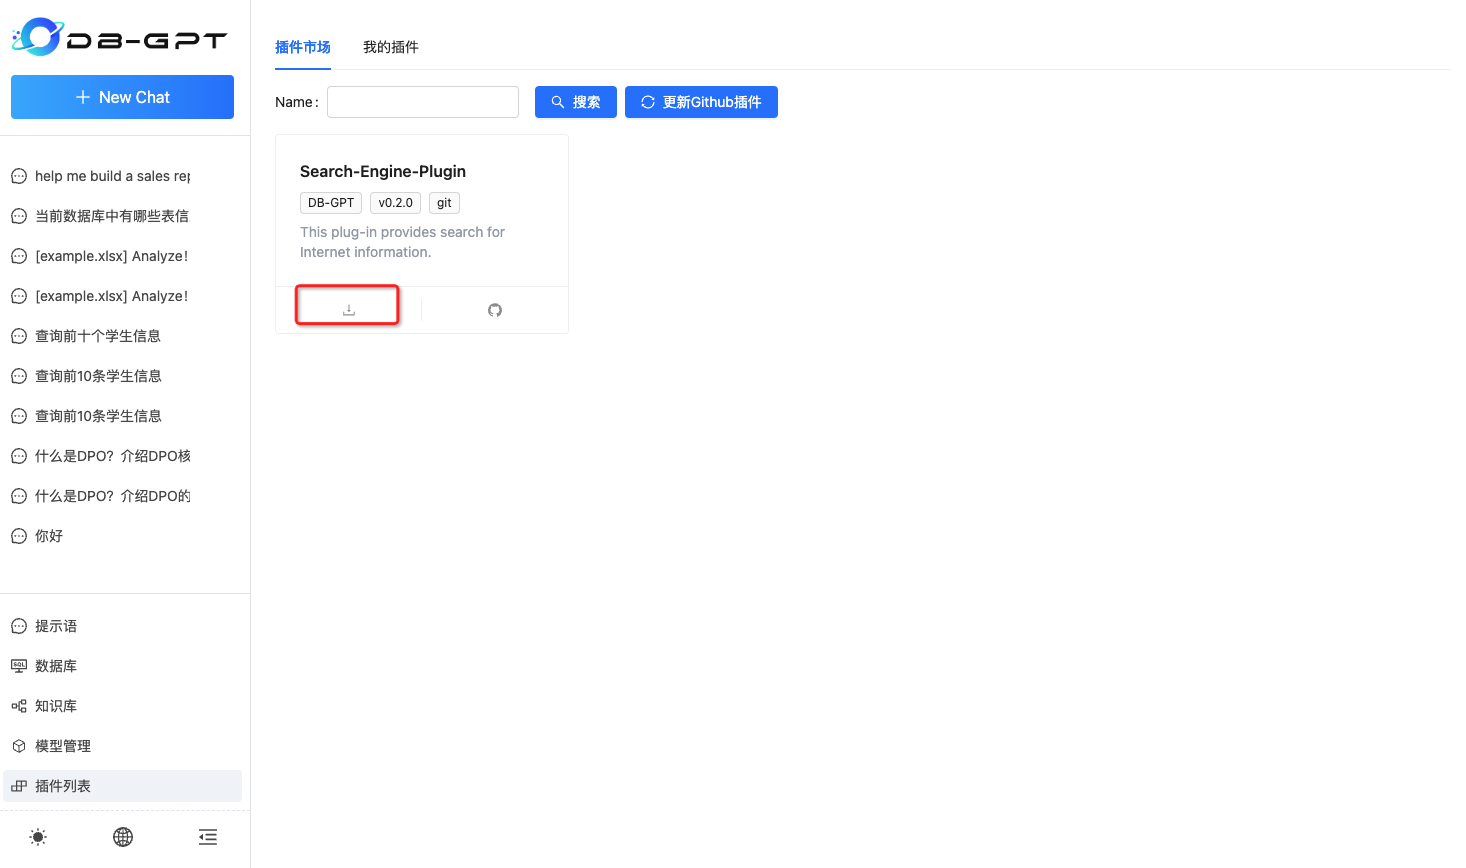 DB-GPT
New Chat
help me build a sales rep
当前数据库中有哪些表信
[example.xlsx] Analyze!
[example.xlsx] Analyze!
查询前十个学生信息
查询前10条学生信息
查询前10条学生信息
什么是DPO？介绍DPO核
什么是DPO？介绍DPO的
你好
提示语
SQL 数据库
知识库
模型管理
插件列表
插件市场 我的插件
Name: 搜索 更新Github插件
Search-Engine-Plugin
DB-GPT v0.2.0 git
This plug-in provides search for
Internet information.